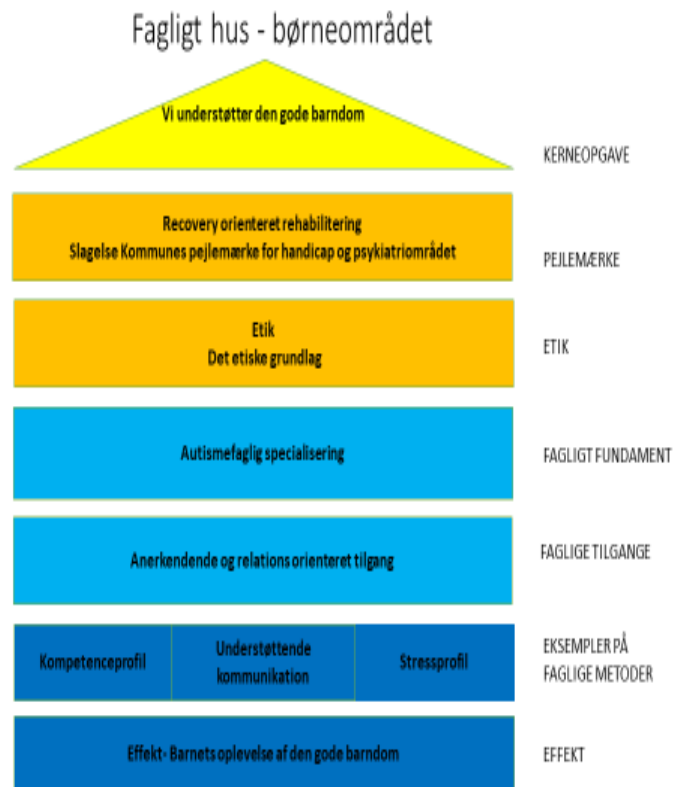 Fagligt hus - børneområdet
Vi understøtter den gode barndom
KERNEOPGAVE
Recovery orienteret rehabilitering
Slagelse Kommunes pejlemærke for handicap og psykiatriområdet
PEJLEMÆRKE
Etik
Det etiske grundlag
ETIK
Autismefaglig specialisering
FAGLIGT FUNDAMENT
Anerkendende og relations orienteret tilgang
FAGLIGE TILGANGE
Kompetenceprofil
Understøttende
kommunikation
Stressprofil
EKSEMPLER PÅ
FAGLIGE METODER
Effekt- Barnets oplevelse af den gode barndom
EFFEKT